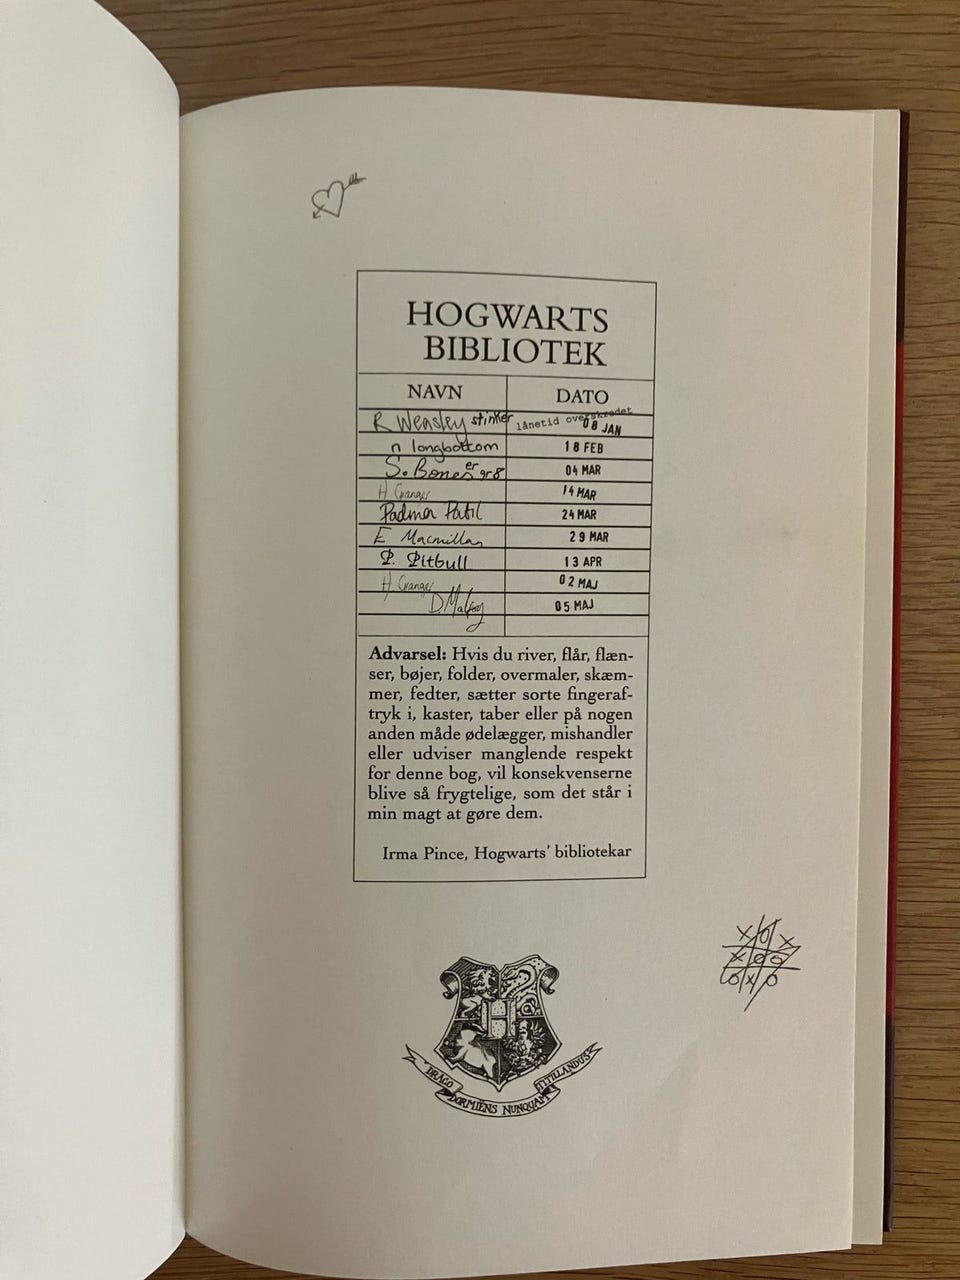 HOGWARTS
BIBLIOTEK
NAVN DATO
R Weasley stinker lånetid overskredet 08 JAN
n longbottom 18 FEB
S. Bones er gr8 04 MAR
H Granger 14 MAR
Padma Patil 24 MAR
E Macmillan 29 MAR
P. Pitbull 13 APR
H Granger 02 MAJ
D. Malfoy 05 MAJ
Advarsel: Hvis du river, flår, flæn-
ser, bøjer, folder, overmaler, skæm-
mer, fedter, sætter sorte fingeraf-
tryk i, kaster, taber eller på nogen
anden måde ødelægger, mishandler
eller udviser manglende respekt
for denne bog, vil konsekvenserne
blive så frygtelige, som det står i
min magt at gøre dem.
Irma Pince, Hogwarts' bibliotekar
X O X
X O O
O X O
H
DRACO
DORMIENS NUNQUAM
TITILLANDUS